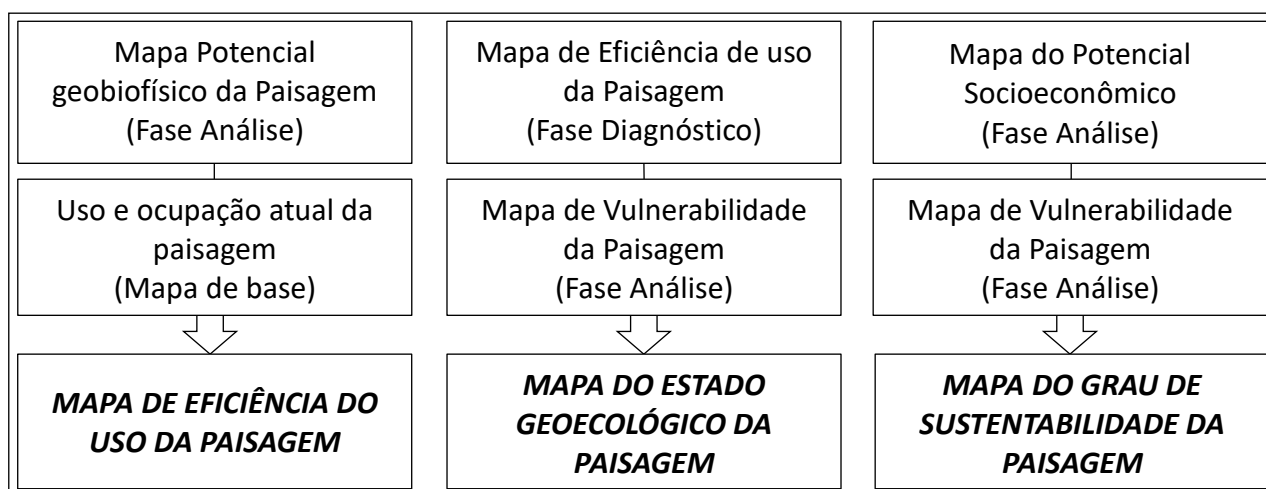 Mapa Potencial
geobiofísico da Paisagem
(Fase Análise)
Uso e ocupação atual da
paisagem
(Mapa de base)
MAPA DE EFICIÊNCIA DO
USO DA PAISAGEM
Mapa de Eficiência de uso
da Paisagem
(Fase Diagnóstico)
Mapa de Vulnerabilidade
da Paisagem
(Fase Análise)
MAPA DO ESTADO
GEOECOLÓGICO DA
PAISAGEM
Mapa do Potencial
Socioeconômico
(Fase Análise)
Mapa de Vulnerabilidade
da Paisagem
(Fase Análise)
MAPA DO GRAU DE
SUSTENTABILIDADE DA
PAISAGEM